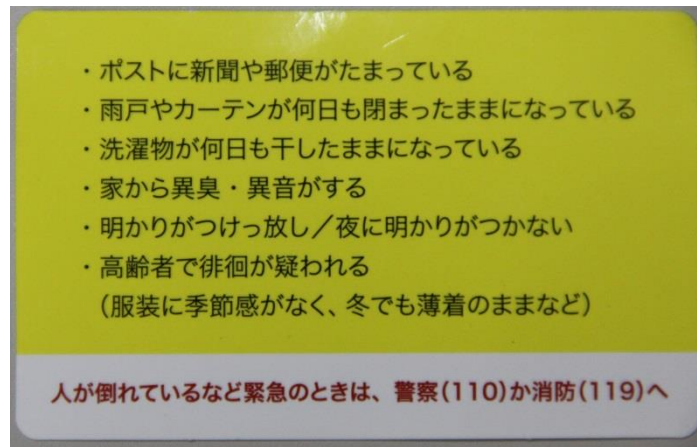 ・ポストに新聞や郵便がたまっている
・雨戸やカーテンが何日も閉まったままになっている
・洗濯物が何日も干したままになっている
・家から異臭・異音がする
・明かりがつけっ放し／夜に明かりがつかない
・高齢者で徘徊が疑われる
（服装に季節感がなく、冬でも薄着のままなど）
人が倒れているなど緊急のときは、警察(110)か消防(119)へ